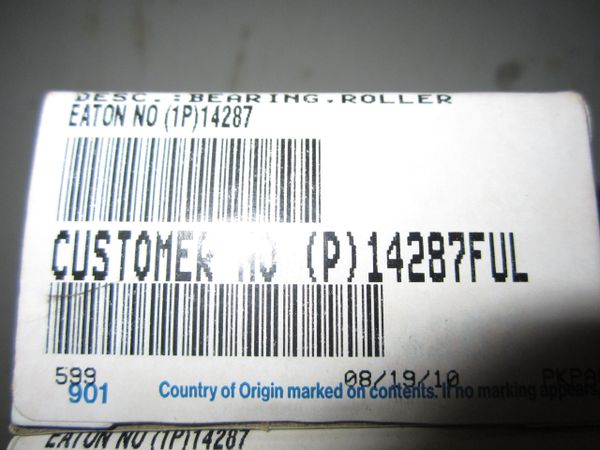 DESC.:BEARING.ROLLER
EATON NO (1P)14287
CUSTOMER NO (P)14287FUL
599 08/19/10 PKPA
901 Country of Origin marked on contents. If no marking appears,
EATON NO (1P)14287